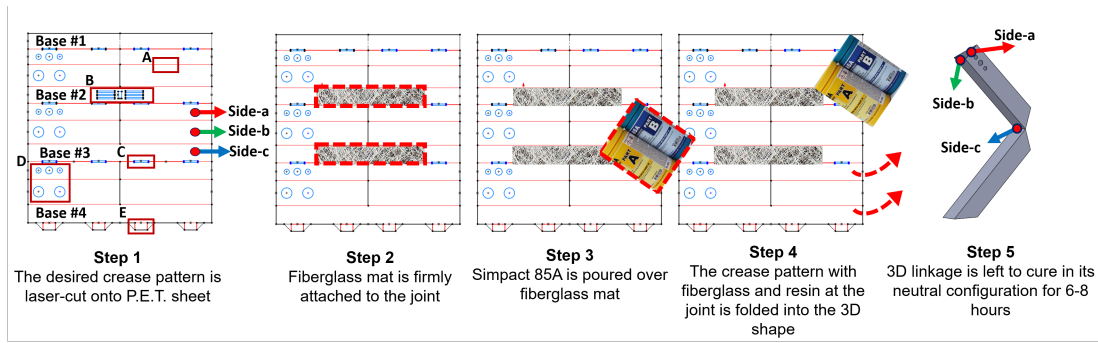 Base #1
A
B
Base #2
Side-a
Side-b
Side-c
D
Base #3
C
E
Base #4
Step 1
The desired crease pattern is
laser-cut onto P.E.T. sheet
Step 2
Fiberglass mat is firmly
attached to the joint
PART
B
PART
A
Step 3
Simpact 85A is poured over
fiberglass mat
PART
B
PART
A
Step 4
The crease pattern with
fiberglass and resin at the
joint is folded into the 3D
shape
Side-a
Side-b
Side-c
Step 5
3D linkage is left to cure in its
neutral configuration for 6-8
hours